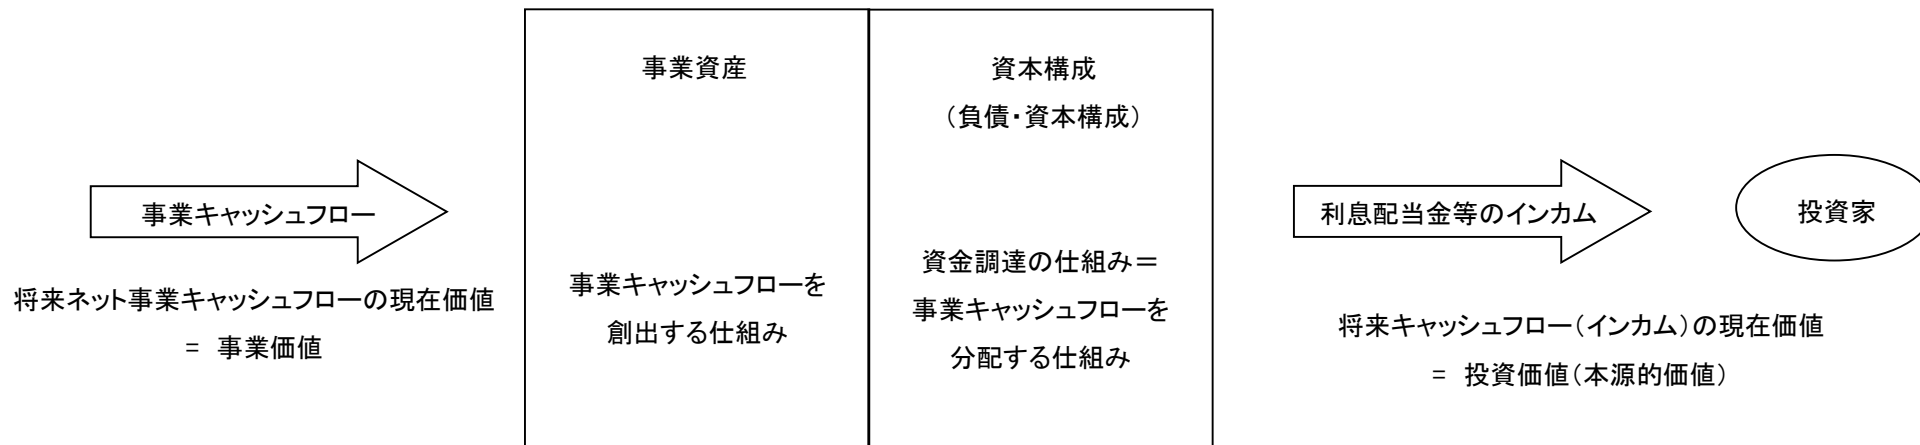 事業キャッシュフロー
将来ネット事業キャッシュフローの現在価値
= 事業価値
事業資産
事業キャッシュフローを
創出する仕組み
資本構成
（負債・資本構成）
資金調達の仕組み＝
事業キャッシュフローを
分配する仕組み
利息配当金等のインカム
将来キャッシュフロー（インカム）の現在価値
= 投資価値（本源的価値）
投資家